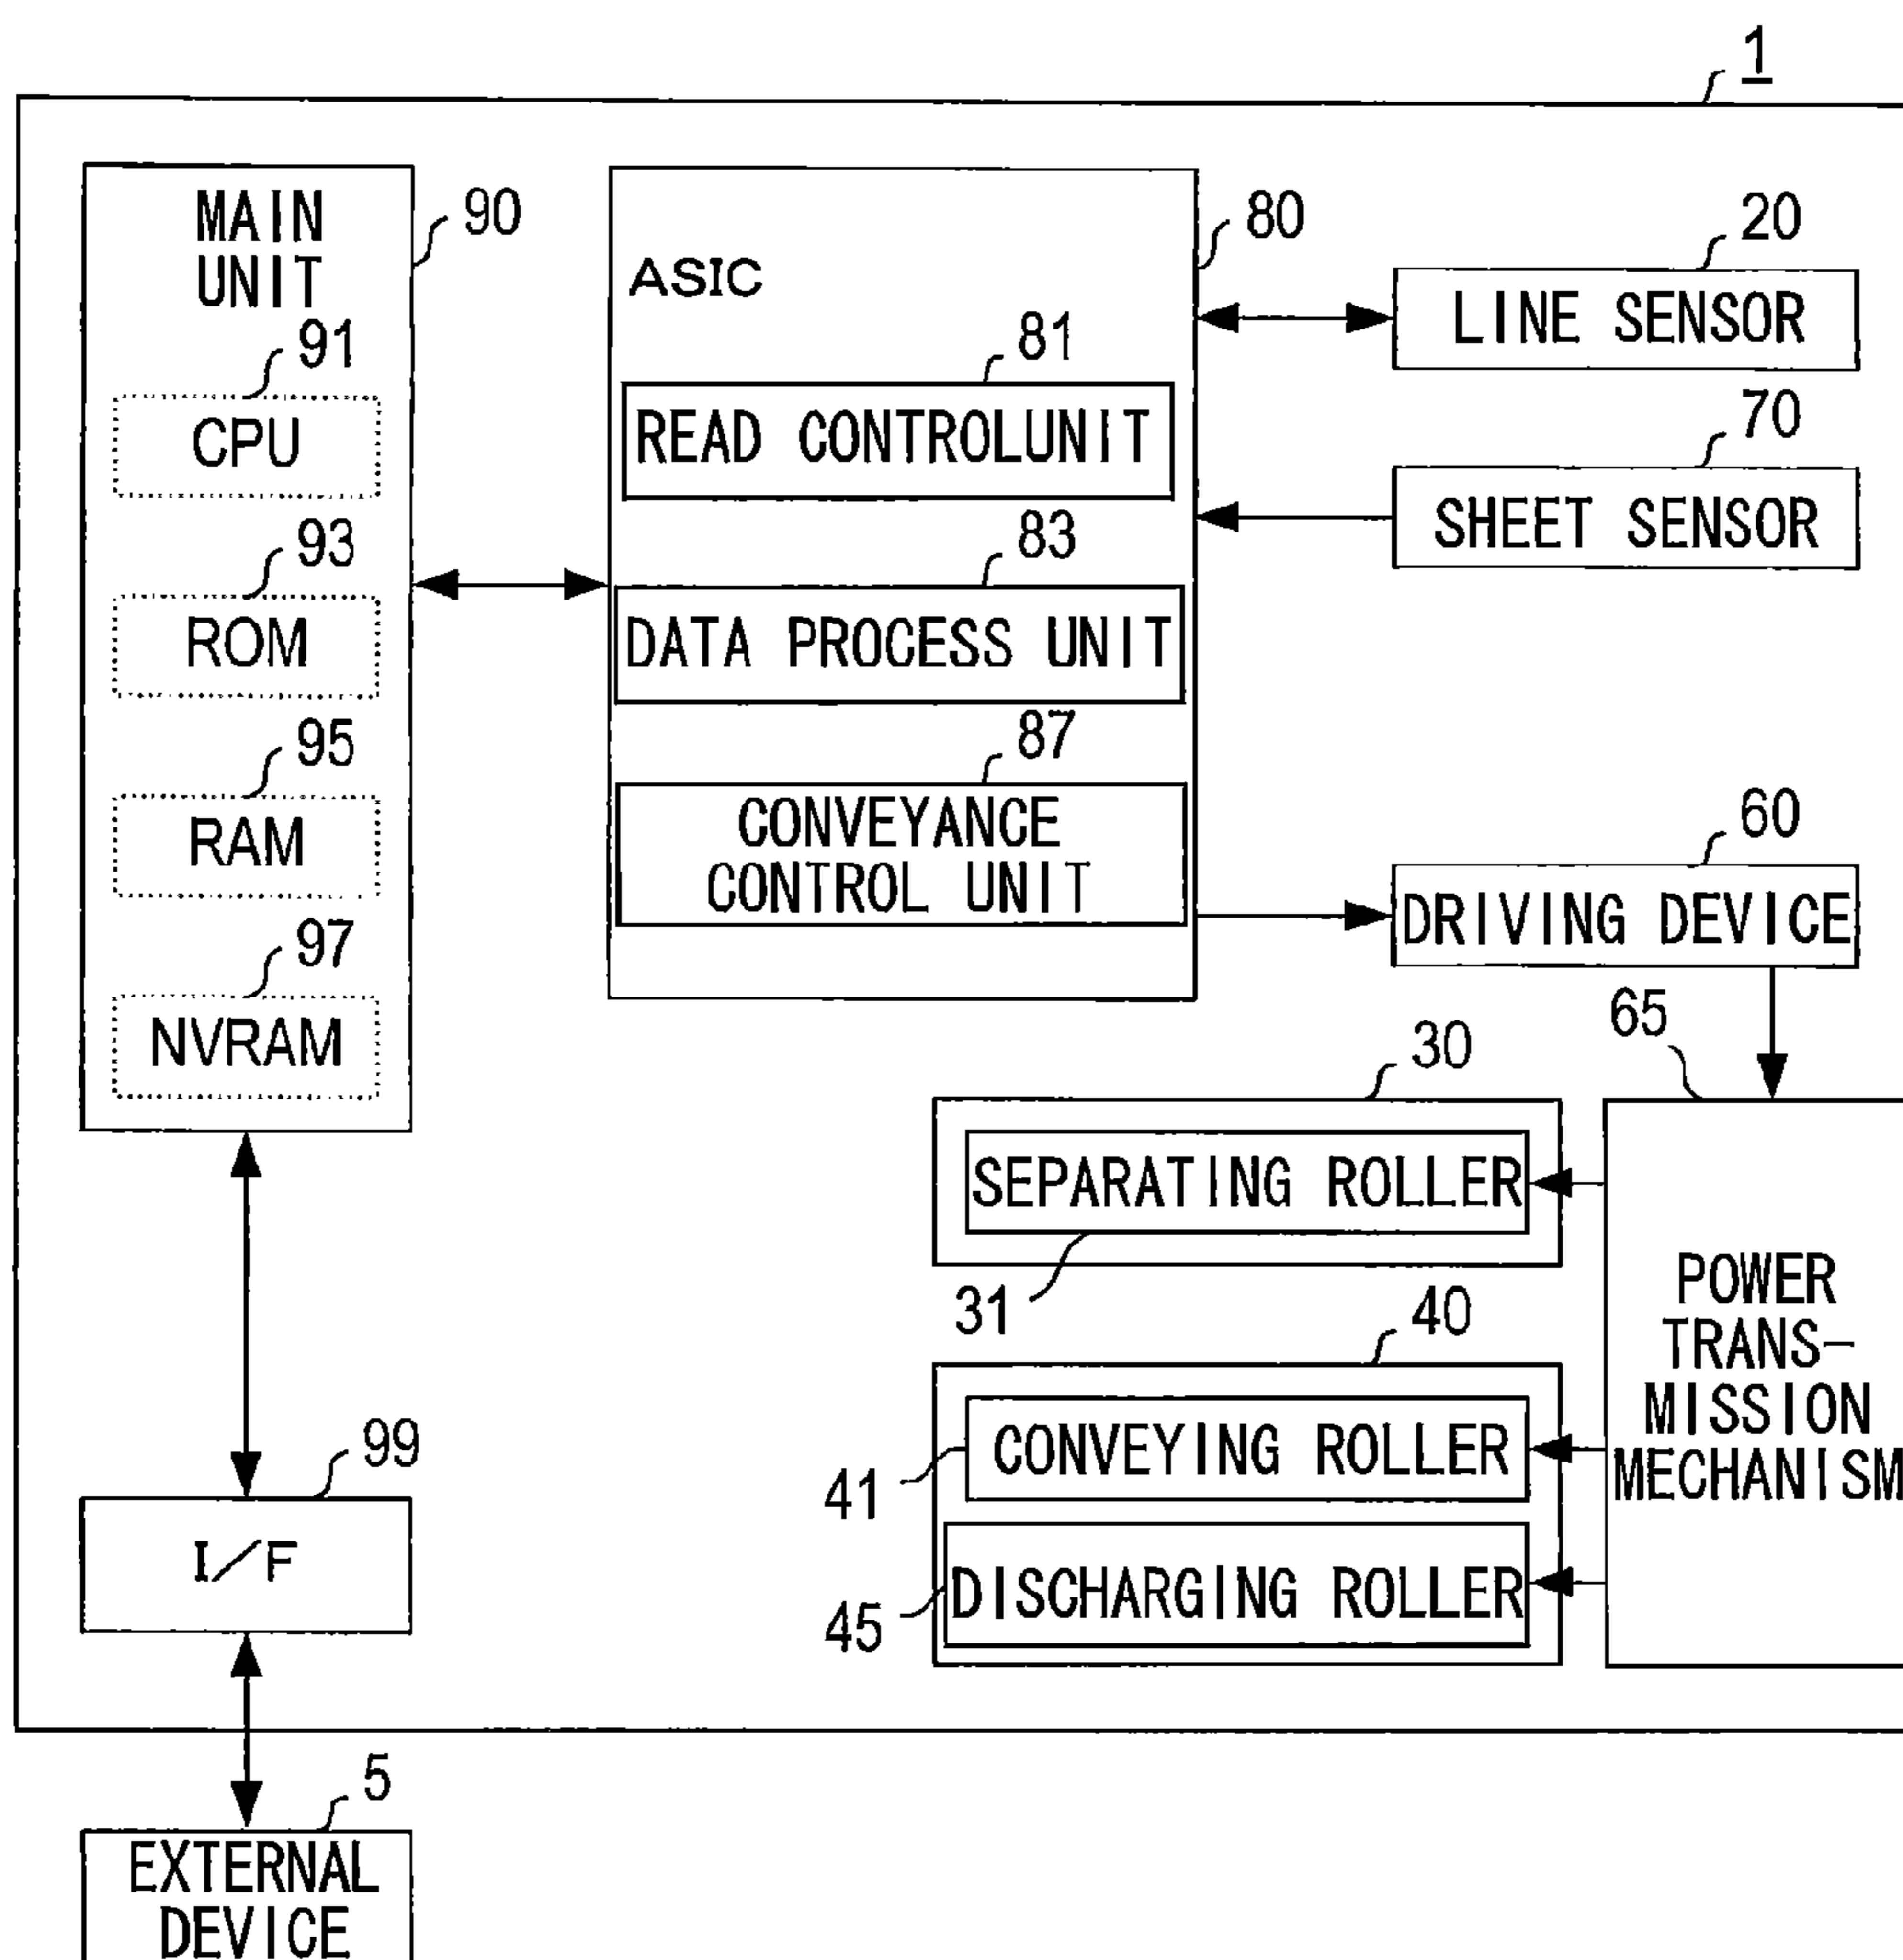 1
MAIN
UNIT
90
91
CPU
93
ROM
95
RAM
97
NVRAM
80
ASIC
81
READ CONTROLUNIT
83
DATA PROCESS UNIT
87
CONVEYANCE
CONTROL UNIT
20
LINE SENSOR
70
SHEET SENSOR
60
DRIVING DEVICE
65
POWER
TRANS-
MISSION
MECHANISM
30
SEPARATING ROLLER
31
40
CONVEYING ROLLER
41
DISCHARGING ROLLER
45
99
I/F
5
EXTERNAL
DEVICE